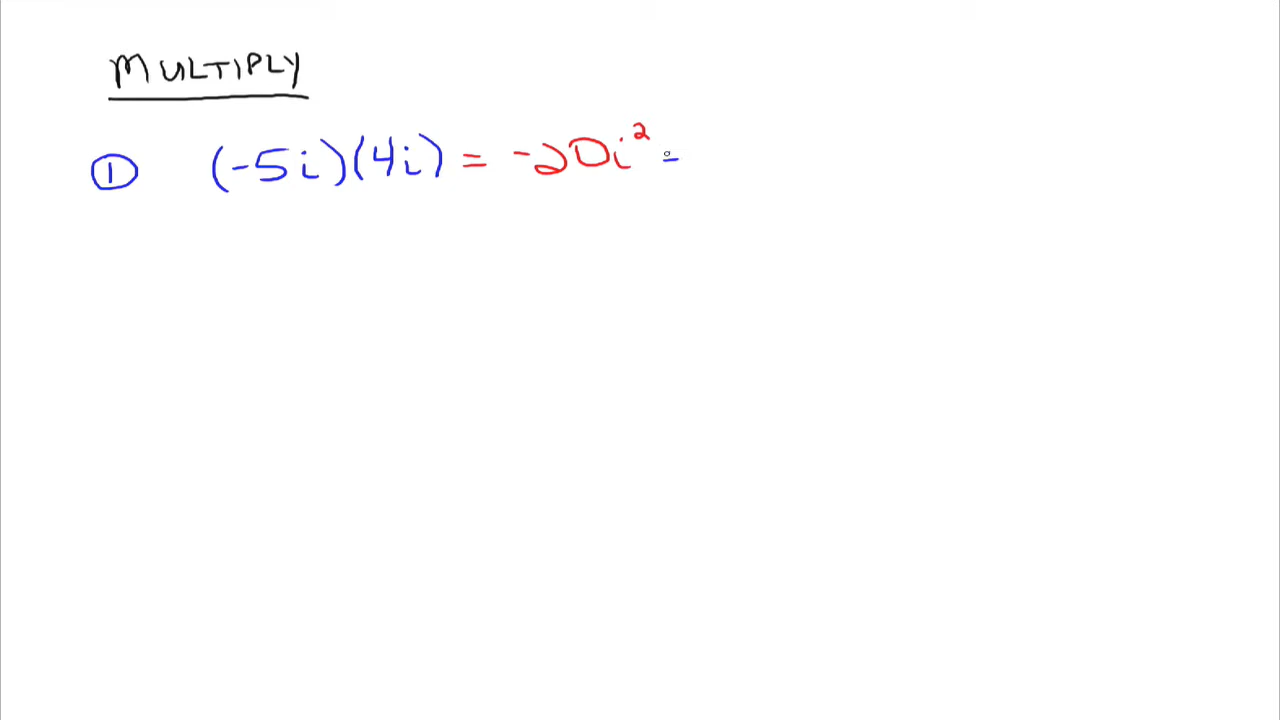 MULTIPLY
① (-5i)(4i) = -20i² =